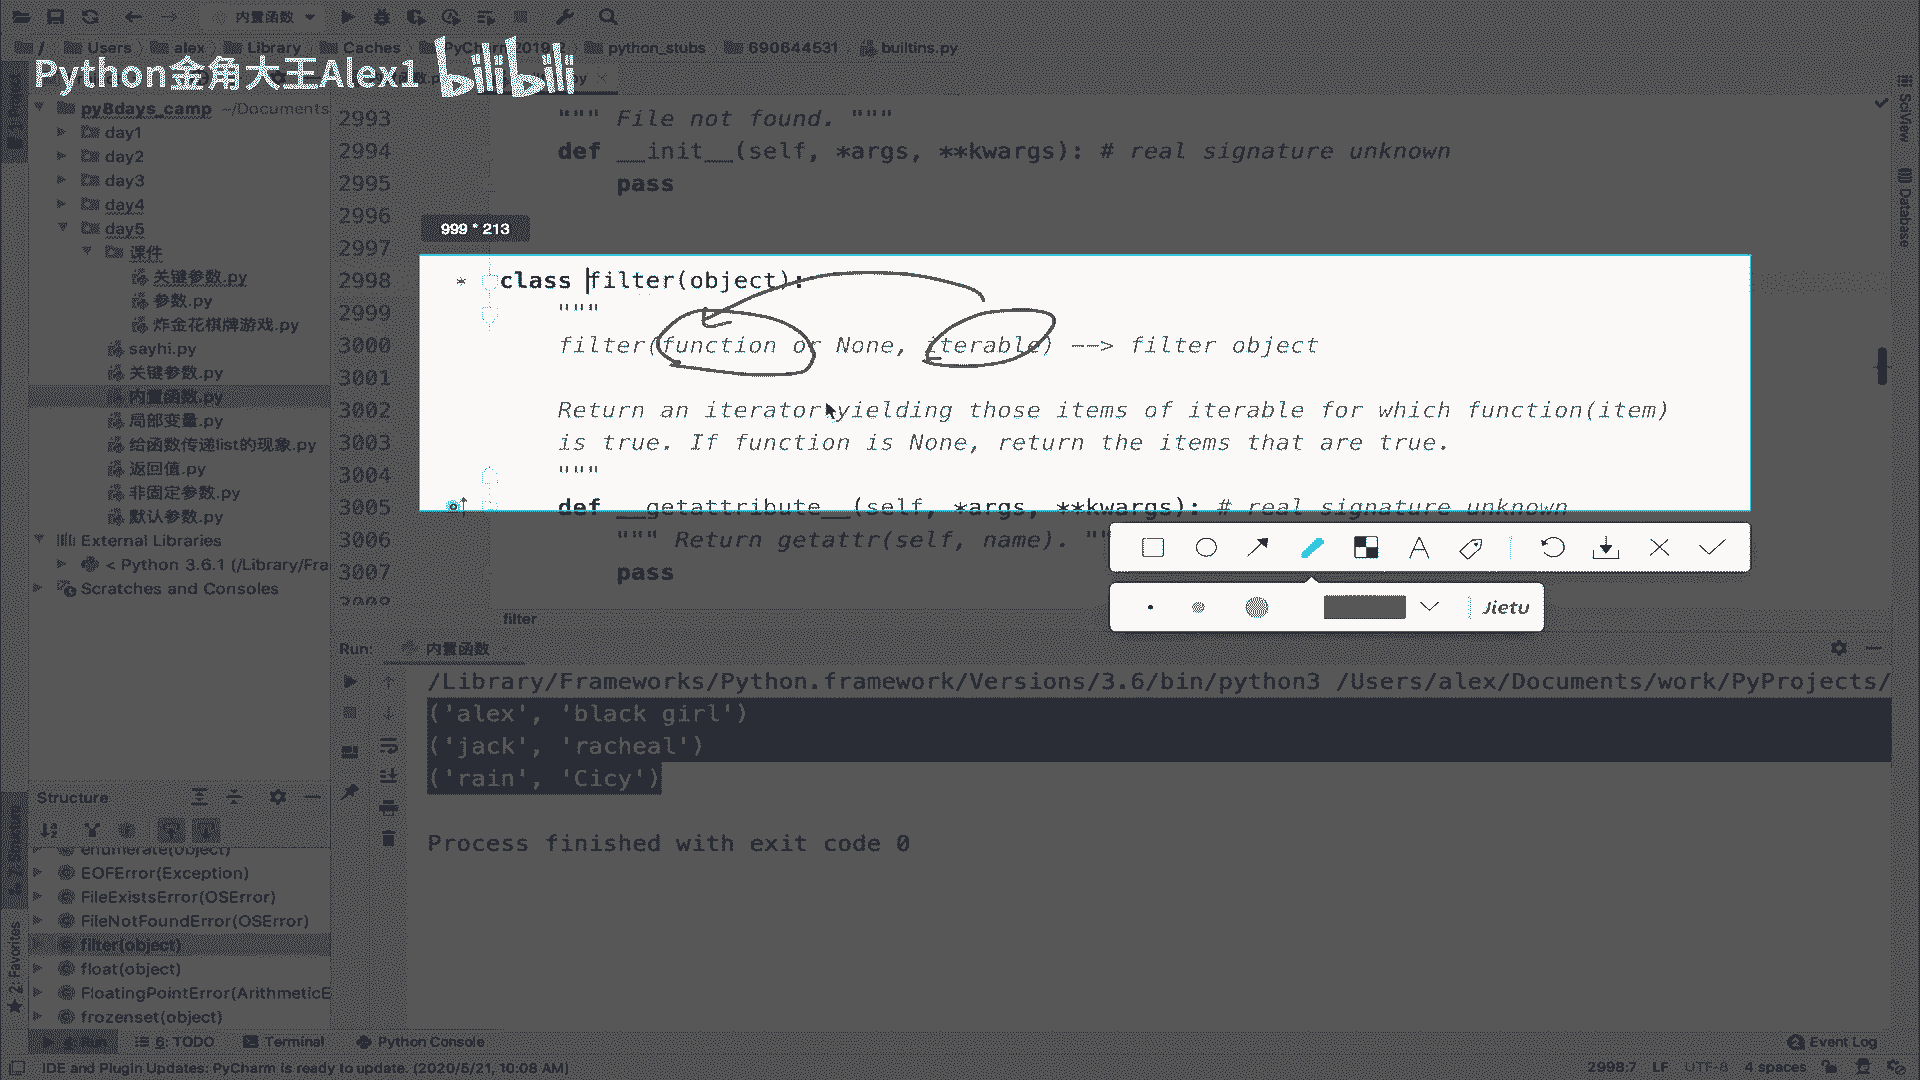 内置函数
/ Users alex Library Caches PyCharm2019.2 python_stubs 690644531 builtins.py
Python金角大王Alex1 bilibili
py8days_camp ~/Documents
day1
day2
day3
day4
day5
课件
关键参数.py
参数.py
炸金花棋牌游戏.py
sayhi.py
关键参数.py
内置函数.py
局部变量.py
给函数传递list的现象.py
返回值.py
非固定参数.py
默认参数.py
External Libraries
< Python 3.6.1 (/Library/Fra
Scratches and Consoles
2993 """ File not found. """
2994 def __init__(self, *args, **kwargs): # real signature unknown
2995 pass
2996
2997
999 * 213
2998 * class filter(object):
2999 """
3000 filter(function or None, iterable) --> filter object
3001
3002 Return an iterator yielding those items of iterable for which function(item)
3003 is true. If function is None, return the items that are true.
3004 """
3005 def __getattribute__(self, *args, **kwargs): # real signature unknown
3006 """ Return getattr(self, name). ""
3007 pass
3008
A
Jietu
filter
SciView
Database
Run: 内置函数
/Library/Frameworks/Python.framework/Versions/3.6/bin/python3 /Users/alex/Documents/work/PyProjects/
('alex', 'black girl')
('jack', 'racheal')
('rain', 'Cicy')
Process finished with exit code 0
Structure
enumerate(object)
EOFError(Exception)
FileExistsError(OSError)
FileNotFoundError(OSError)
filter(object)
float(object)
FloatingPointError(ArithmeticE
frozenset(object)
2: Favorites
Run 6: TODO Terminal Python Console
2 Event Log
IDE and Plugin Updates: PyCharm is ready to update. (2020/5/21, 10:08 AM)
2998:7 LF UTF-8 4 spaces